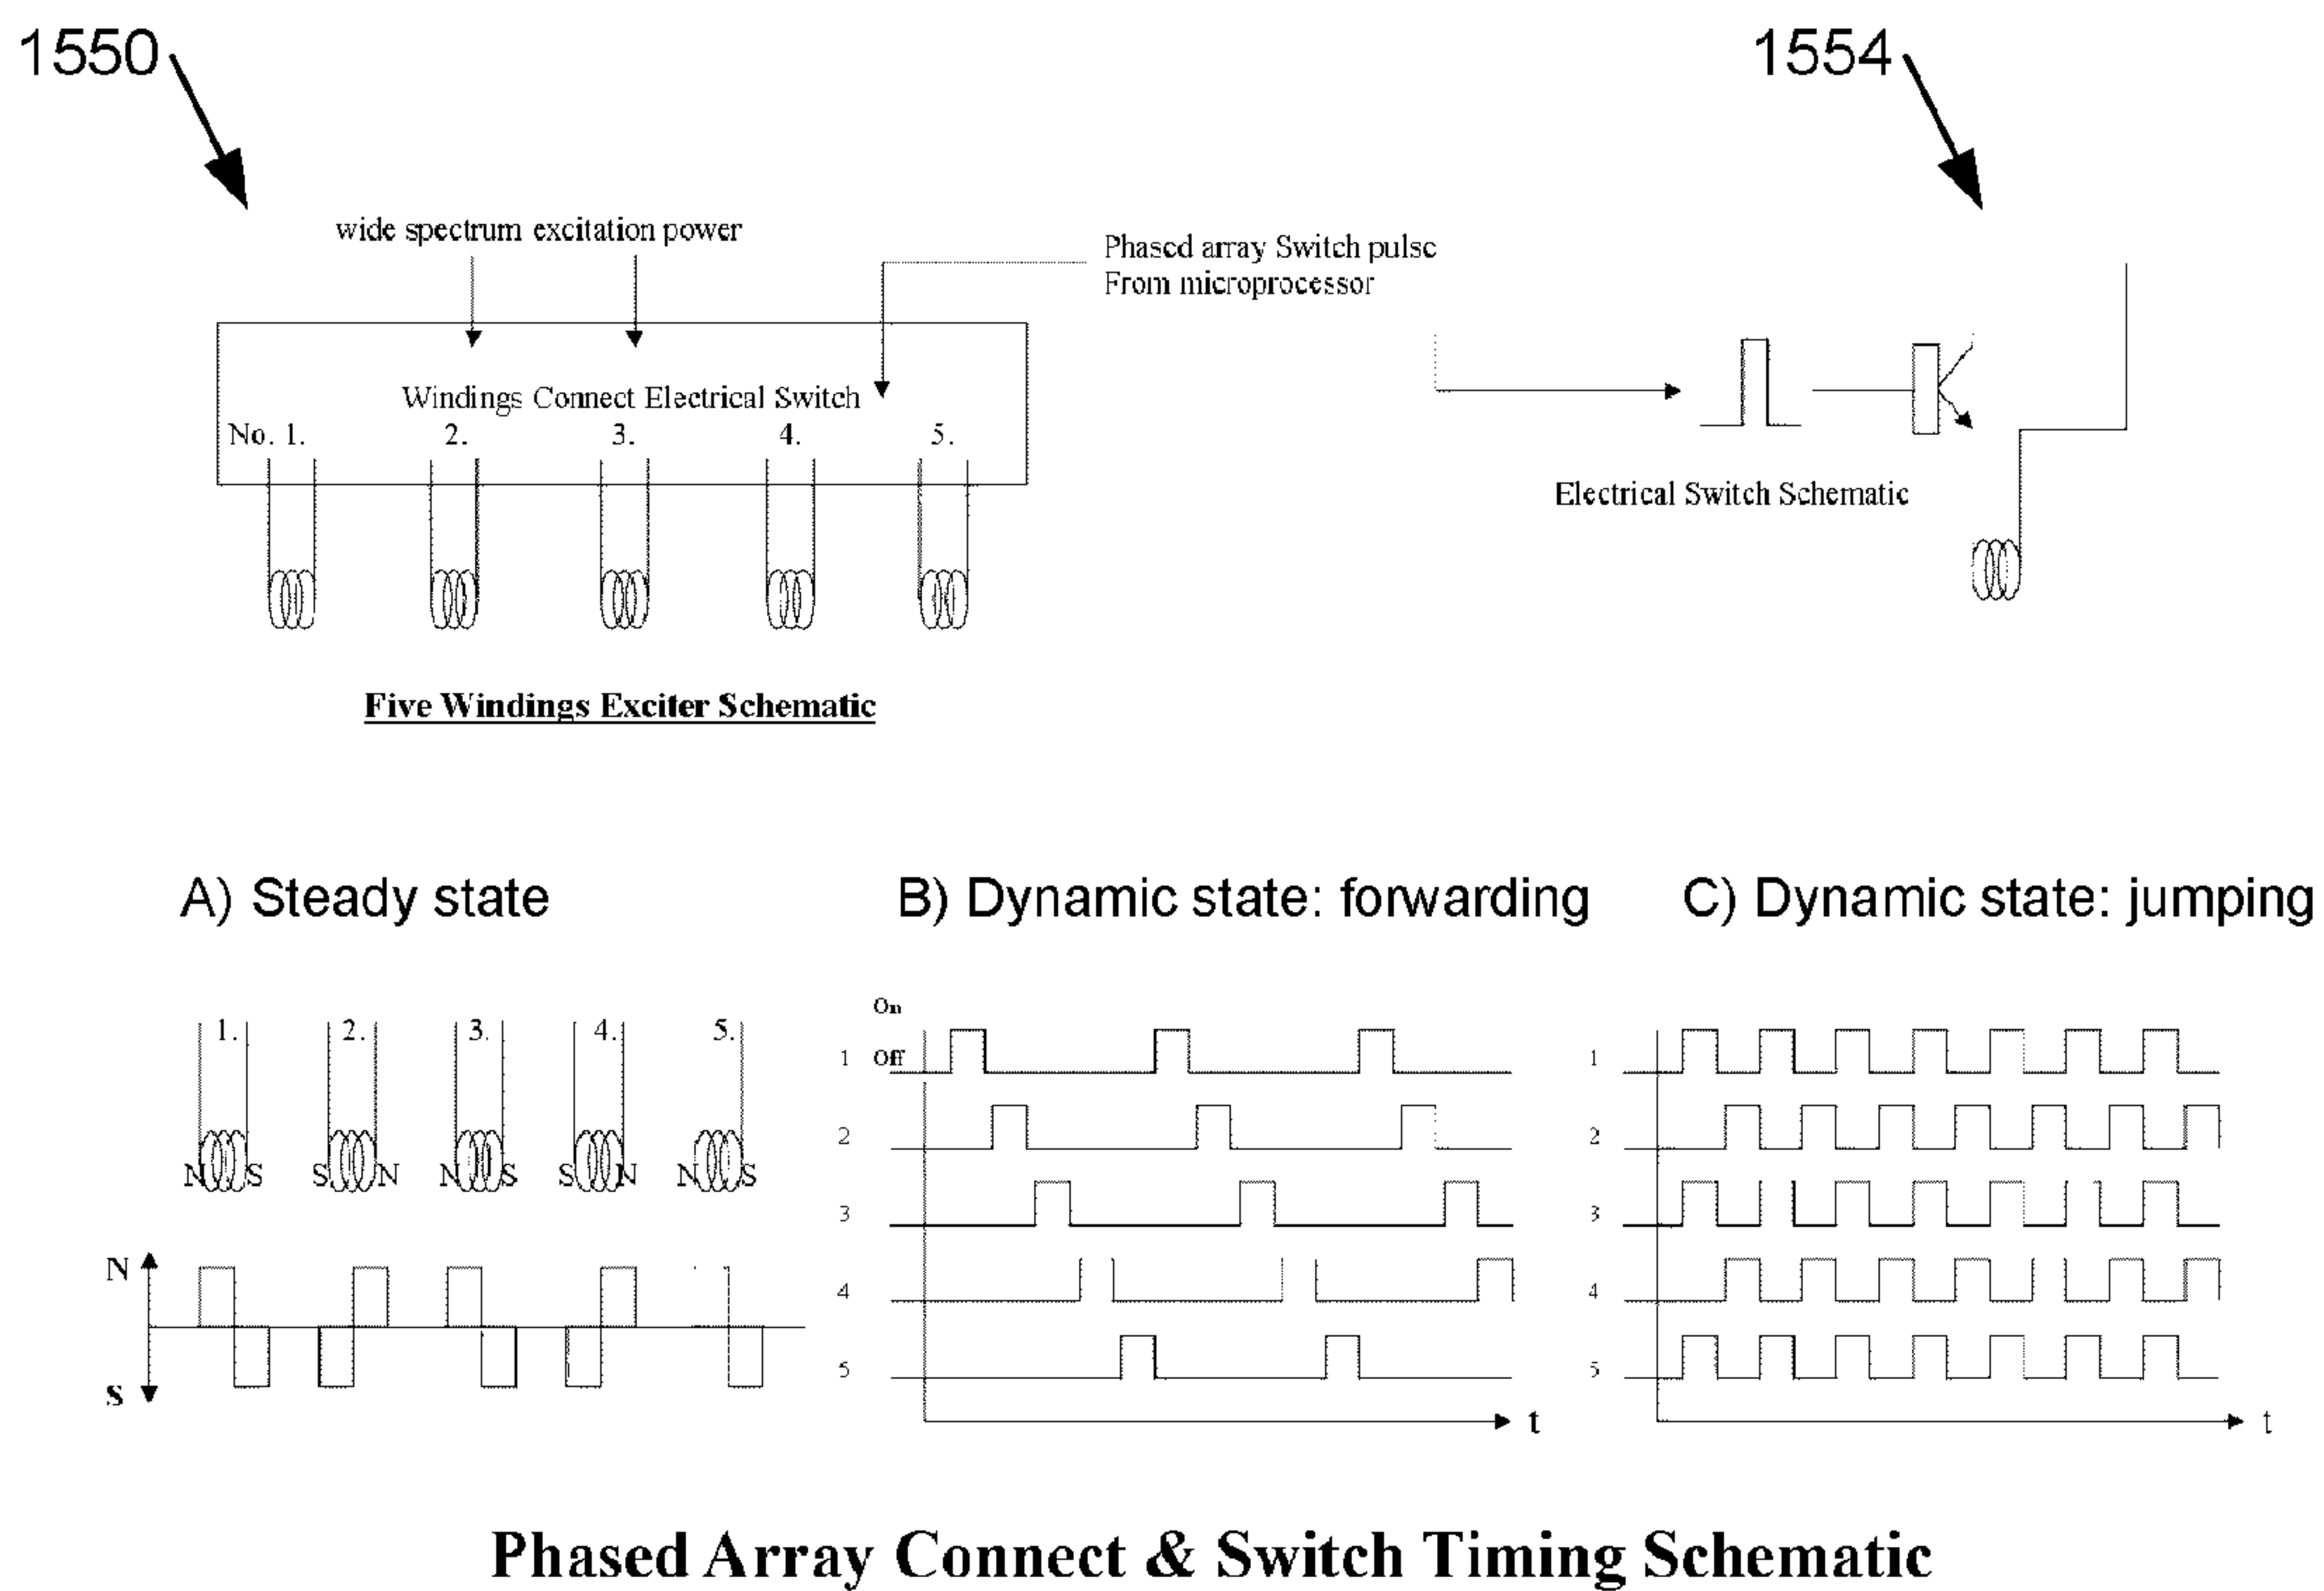 1550
1554
wide spectrum excitation power
Phased array Switch pulse
From microprocessor
Windings Connect Electrical Switch
No. 1. 2. 3. 4. 5.
Electrical Switch Schematic
Five Windings Exciter Schematic
A) Steady state
B) Dynamic state: forwarding
C) Dynamic state: jumping
1. 2. 3. 4. 5.
N S S N N S S N N S
N
S
On
1 Off
2
3
4
5
t
1
2
3
4
5
t
Phased Array Connect & Switch Timing Schematic